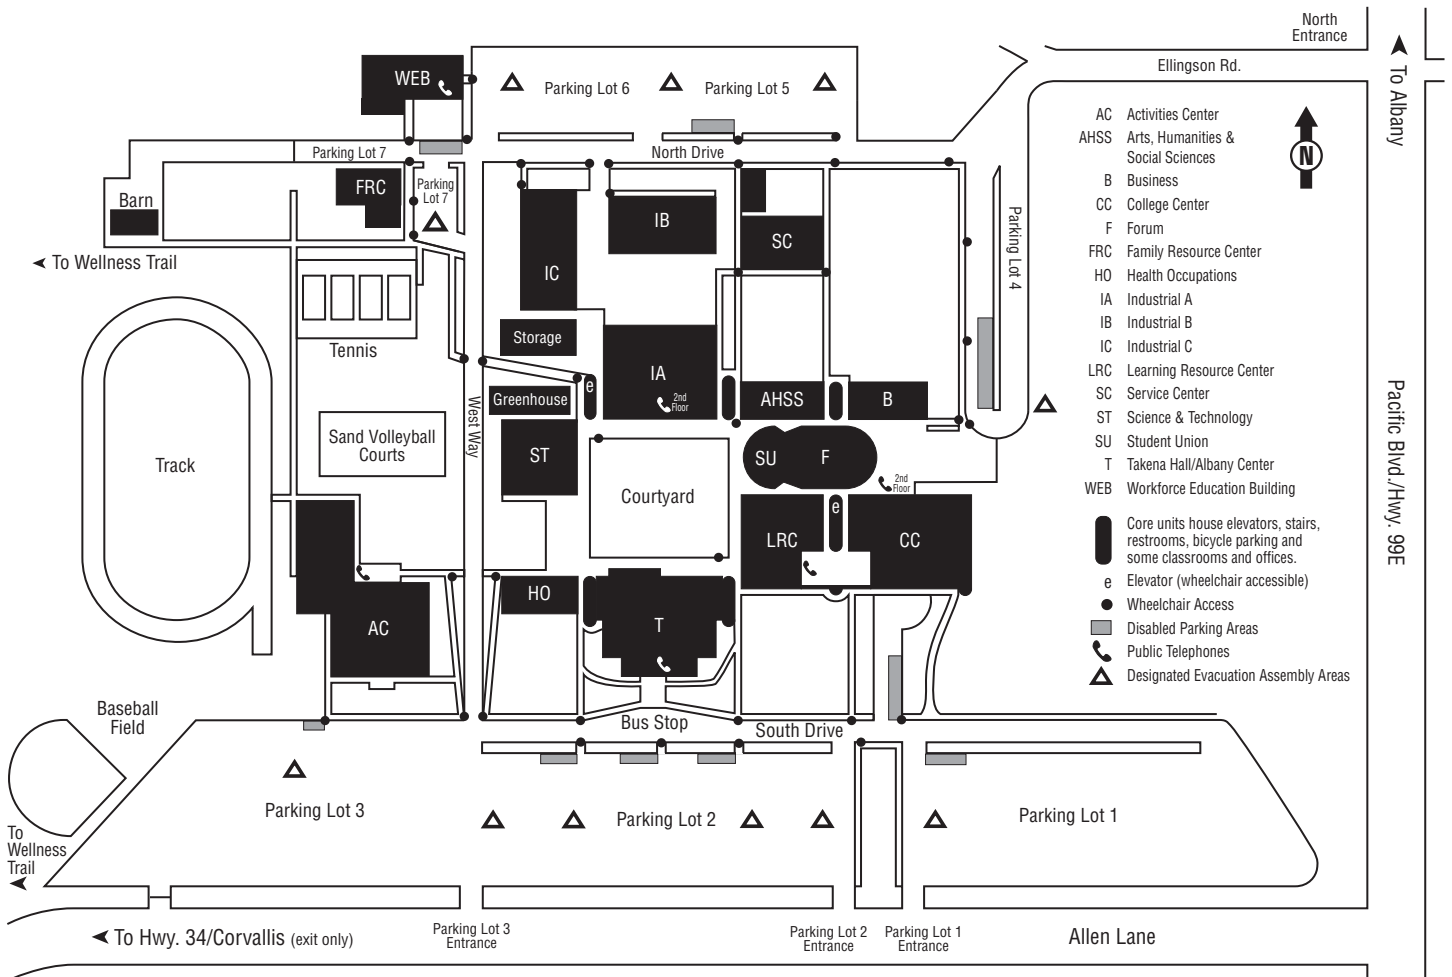 North
Entrance
Ellingson Rd.
To Albany
WEB
Parking Lot 6
Parking Lot 5
AC Activities Center
AHSS Arts, Humanities &
Social Sciences
B Business
CC College Center
F Forum
FRC Family Resource Center
HO Health Occupations
IA Industrial A
IB Industrial B
IC Industrial C
LRC Learning Resource Center
SC Service Center
ST Science & Technology
SU Student Union
T Takena Hall/Albany Center
WEB Workforce Education Building
Core units house elevators, stairs,
restrooms, bicycle parking and
some classrooms and offices.
e Elevator (wheelchair accessible)
Wheelchair Access
Disabled Parking Areas
Public Telephones
Designated Evacuation Assembly Areas
N
Parking Lot 7
North Drive
FRC
Parking
Lot 7
Barn
IB
SC
Parking Lot 4
To Wellness Trail
IC
Storage
Tennis
IA
2nd
Floor
e
Greenhouse
AHSS
B
West Way
Pacific Blvd./Hwy. 99E
Sand Volleyball
Courts
Track
ST
SU
F
2nd
Floor
Courtyard
e
LRC
CC
HO
T
AC
Baseball
Field
Bus Stop
South Drive
Parking Lot 3
Parking Lot 2
Parking Lot 1
To
Wellness
Trail
To Hwy. 34/Corvallis (exit only)
Parking Lot 3
Entrance
Parking Lot 2
Entrance
Parking Lot 1
Entrance
Allen Lane